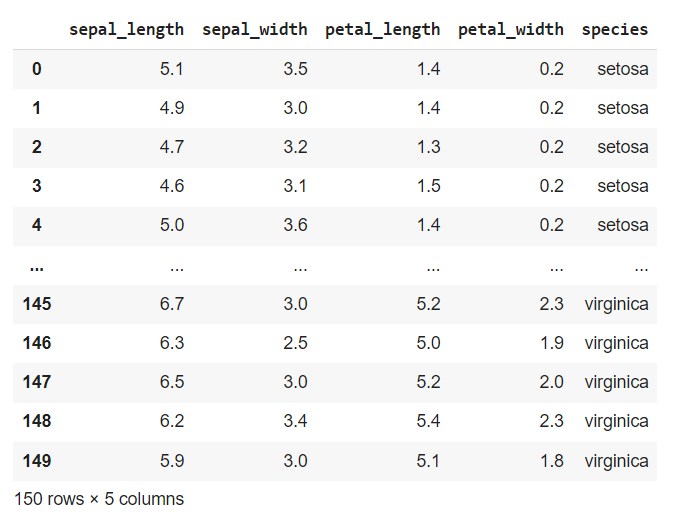 sepal_length sepal_width petal_length petal_width species
0 5.1 3.5 1.4 0.2 setosa
1 4.9 3.0 1.4 0.2 setosa
2 4.7 3.2 1.3 0.2 setosa
3 4.6 3.1 1.5 0.2 setosa
4 5.0 3.6 1.4 0.2 setosa
... ... ... ... ... ...
145 6.7 3.0 5.2 2.3 virginica
146 6.3 2.5 5.0 1.9 virginica
147 6.5 3.0 5.2 2.0 virginica
148 6.2 3.4 5.4 2.3 virginica
149 5.9 3.0 5.1 1.8 virginica
150 rows × 5 columns